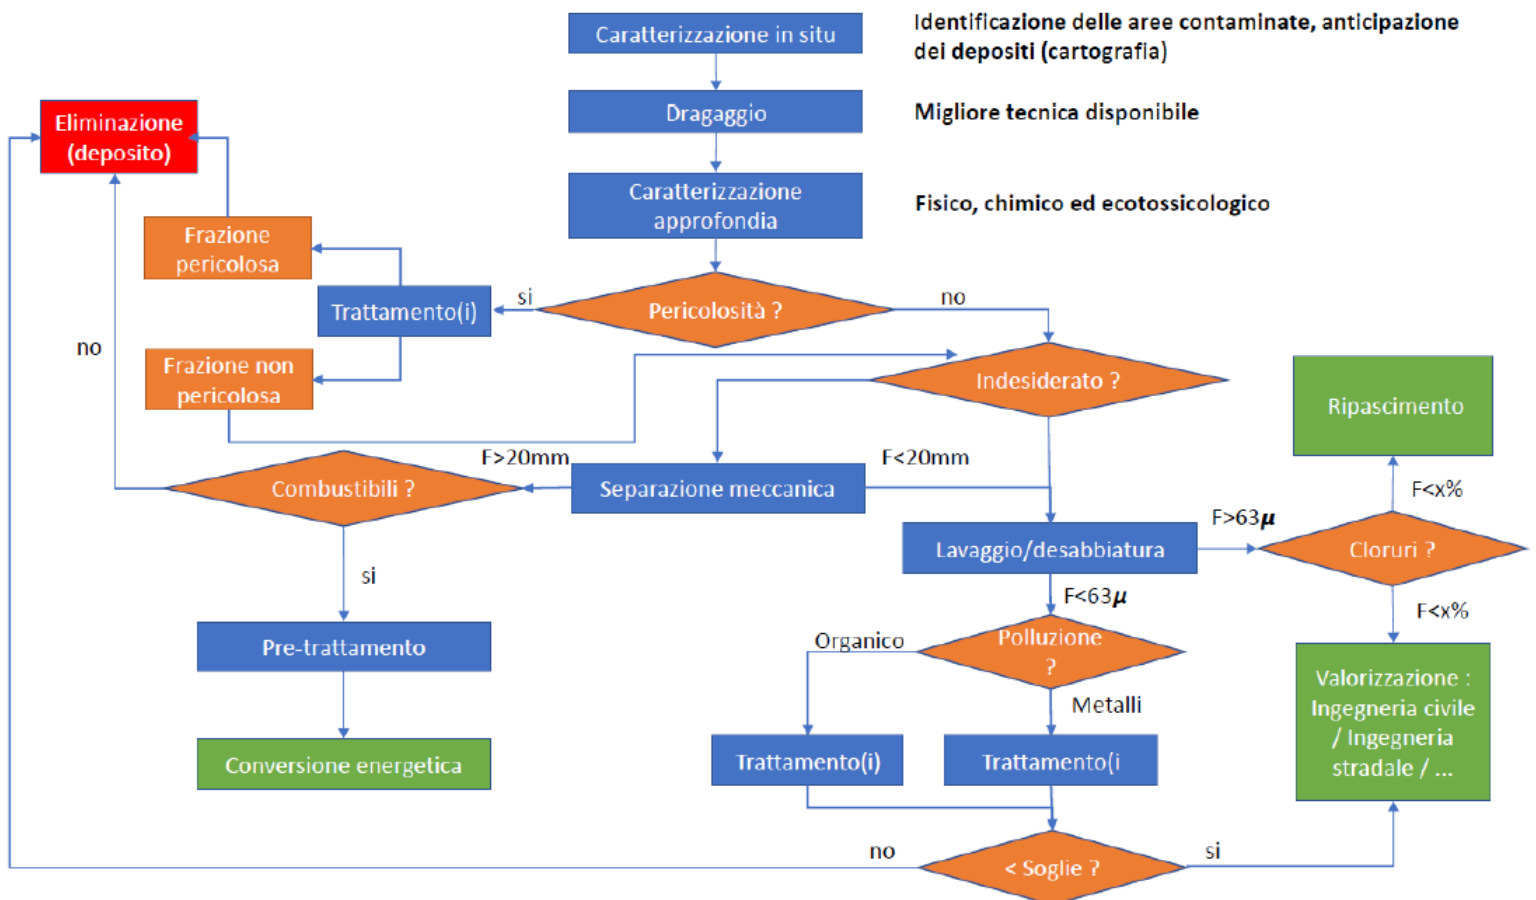 Caratterizzazione in situ
Identificazione delle aree contaminate, anticipazione
dei depositi (cartografia)
Eliminazione
(deposito)
Dragaggio
Migliore tecnica disponibile
Caratterizzazione
approfondia
Fisico, chimico ed ecotossicologico
Frazione
pericolosa
Trattamento(i)
si
Pericolosità ?
no
no
Frazione non
pericolosa
Indesiderato ?
Ripascimento
F>20mm
F<20mm
Combustibili ?
Separazione meccanica
F<x%
F>63μ
Lavaggio/desabbiatura
Cloruri ?
si
F<63μ
F<x%
Organico
Polluzione
?
Pre-trattamento
Metalli
Valorizzazione :
Ingegneria civile
/ Ingegneria
stradale / ...
Conversione energetica
Trattamento(i)
Trattamento(i
no
< Soglie ?
si